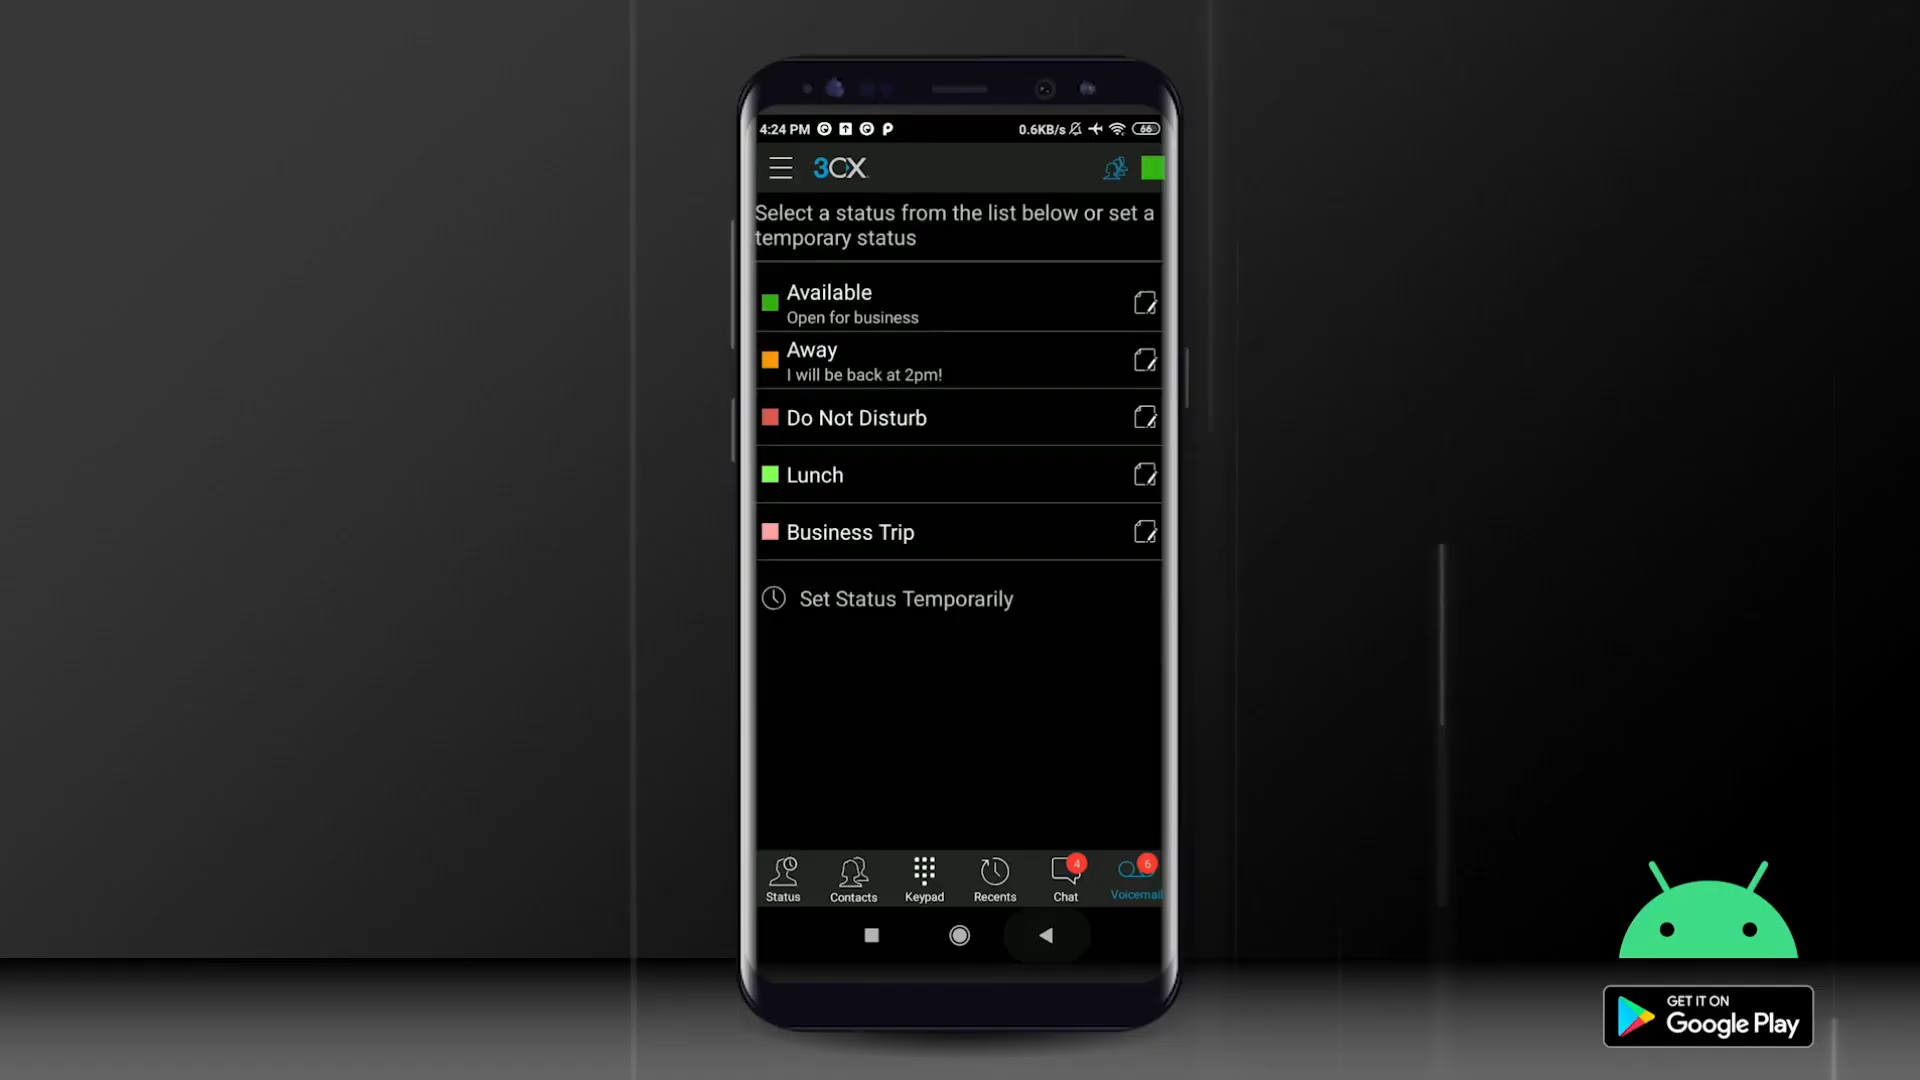 4:24 PM 0.6KB/s 66
3CX
Select a status from the list below or set a
temporary status
Available
Open for business
Away
I will be back at 2pm!
Do Not Disturb
Lunch
Business Trip
Set Status Temporarily
4 6
Status Contacts Keypad Recents Chat Voicemail
GET IT ON
Google Play